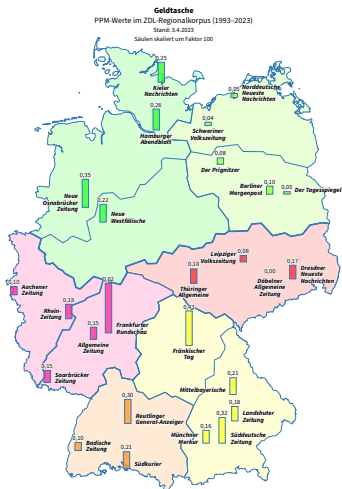 Geldtasche
PPM-Werte im ZDL-Regionalkorpus (1993–2023)
Stand: 3.4.2023
Säulen skaliert um Faktor 100
0,25
Kieler
Nachrichten
0,05
Norddeutsche
Neueste
Nachrichten
0,26
Hamburger
Abendblatt
0,04
Schweriner
Volkszeitung
0,08
Der Prignitzer
0,35
Neue
Osnabrücker
Zeitung
0,22
Neue
Westfälische
Berliner
Morgenpost
0,10
0,03
Der Tagesspiegel
Leipziger
Volkszeitung
0,08
0,18
Thüringer
Allgemeine
0,00
Döbelner
Allgemeine
Zeitung
0,17
Dresdner
Neueste
Nachrichten
0,10
Aachener
Zeitung
0,18
Rhein-
Zeitung
0,62
Frankfurter
Rundschau
0,15
Allgemeine
Zeitung
0,15
Saarbrücker
Zeitung
0,43
Fränkischer
Tag
0,21
Mittelbayerische
0,18
Landshuter
Zeitung
0,32
Süddeutsche
Zeitung
0,16
Münchner
Merkur
0,30
Reutlinger
General-Anzeiger
0,10
Badische
Zeitung
0,21
Südkurier